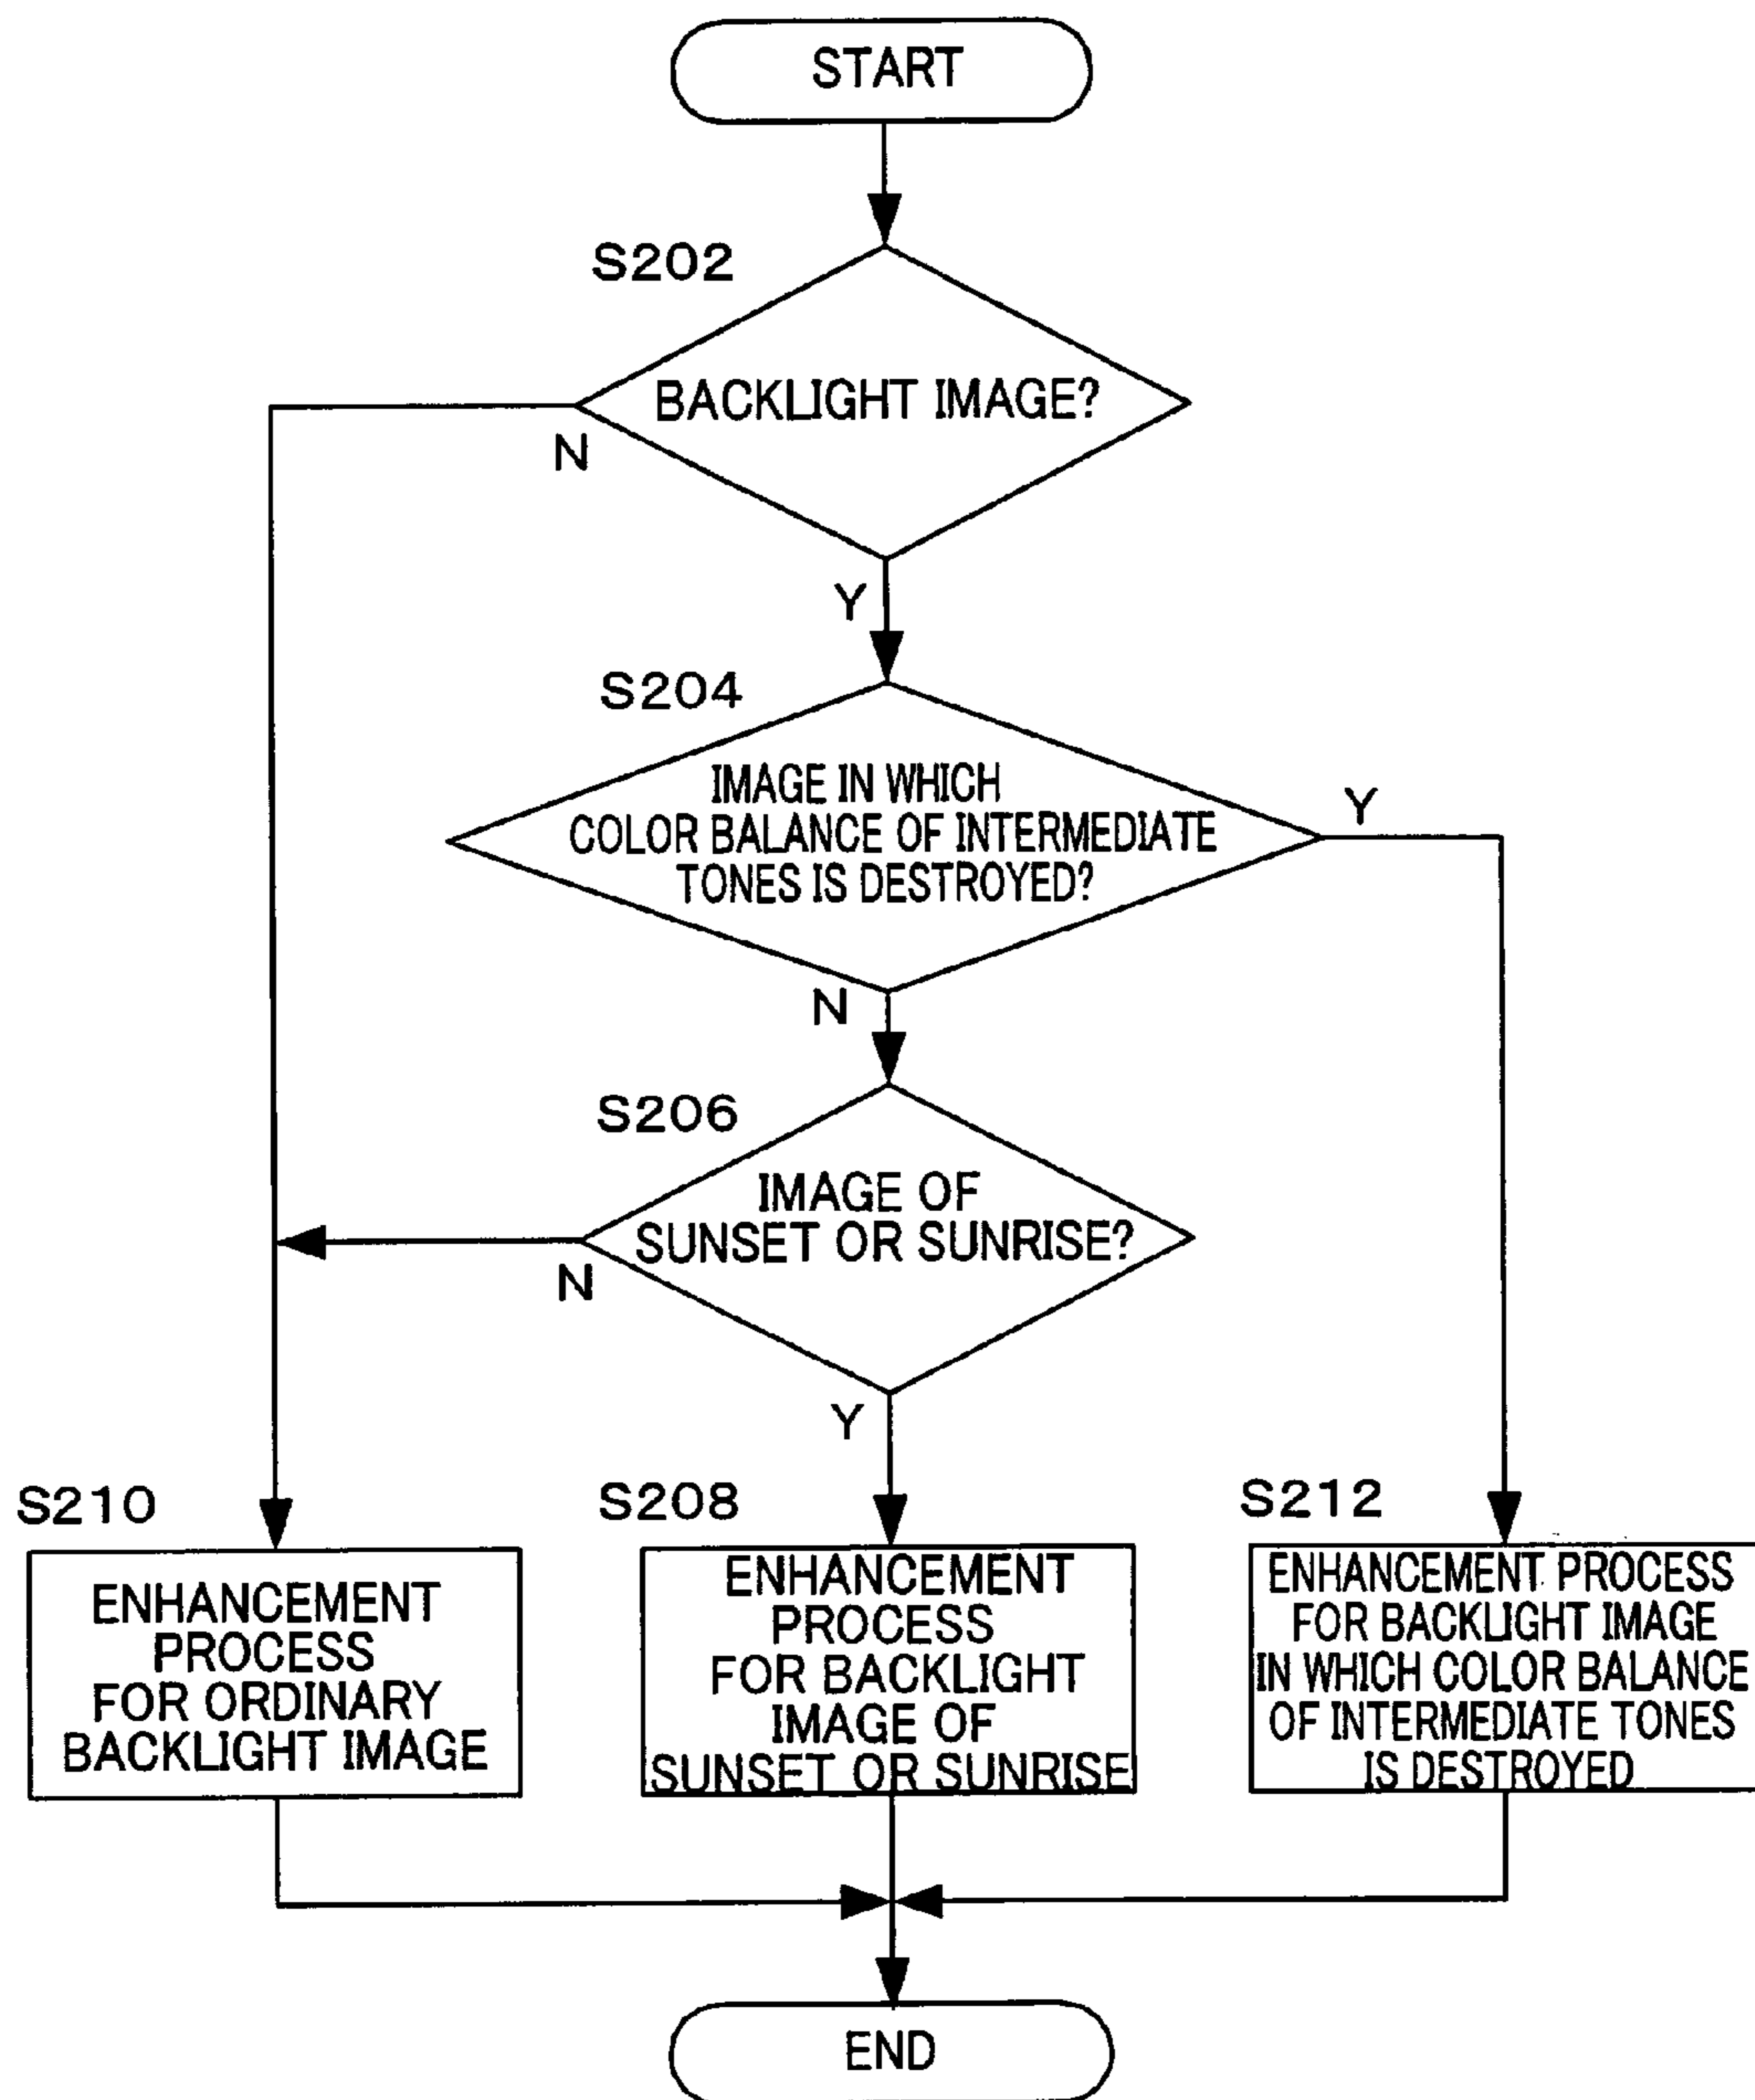 START
S202
BACKLIGHT IMAGE?
N
Y
S204
IMAGE IN WHICH
COLOR BALANCE OF INTERMEDIATE
TONES IS DESTROYED?
Y
N
S206
IMAGE OF
SUNSET OR SUNRISE?
N
Y
S210
ENHANCEMENT
PROCESS
FOR ORDINARY
BACKLIGHT IMAGE
S208
ENHANCEMENT
PROCESS
FOR BACKLIGHT
IMAGE OF
SUNSET OR SUNRISE
S212
ENHANCEMENT PROCESS
FOR BACKLIGHT IMAGE
IN WHICH COLOR BALANCE
OF INTERMEDIATE TONES
IS DESTROYED
END